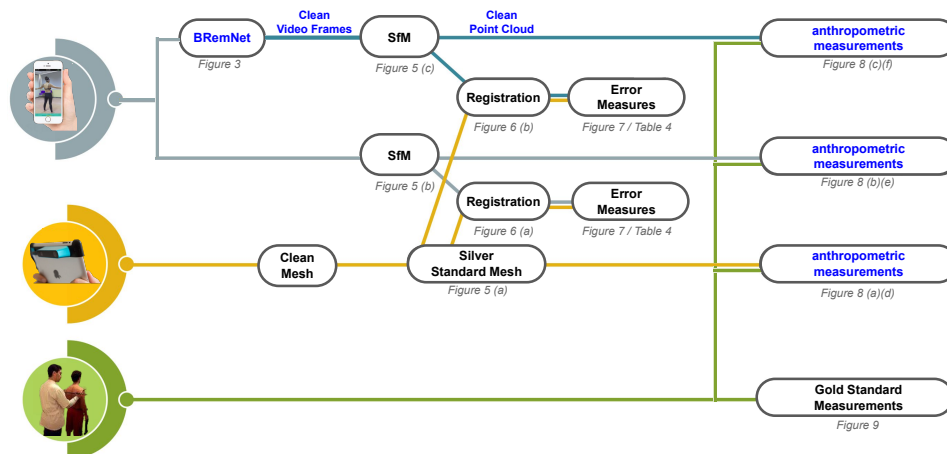 Clean
Video Frames
Clean
Point Cloud
BRemNet
SfM
anthropometric
measurements
Figure 3
Figure 5 (c)
Figure 8 (c)(f)
Registration
Error
Measures
Figure 6 (b)
Figure 7 / Table 4
SfM
anthropometric
measurements
Figure 5 (b)
Figure 8 (b)(e)
Registration
Error
Measures
Figure 6 (a)
Figure 7 / Table 4
Clean
Mesh
Silver
Standard Mesh
anthropometric
measurements
Figure 5 (a)
Figure 8 (a)(d)
Gold Standard
Measurements
Figure 9